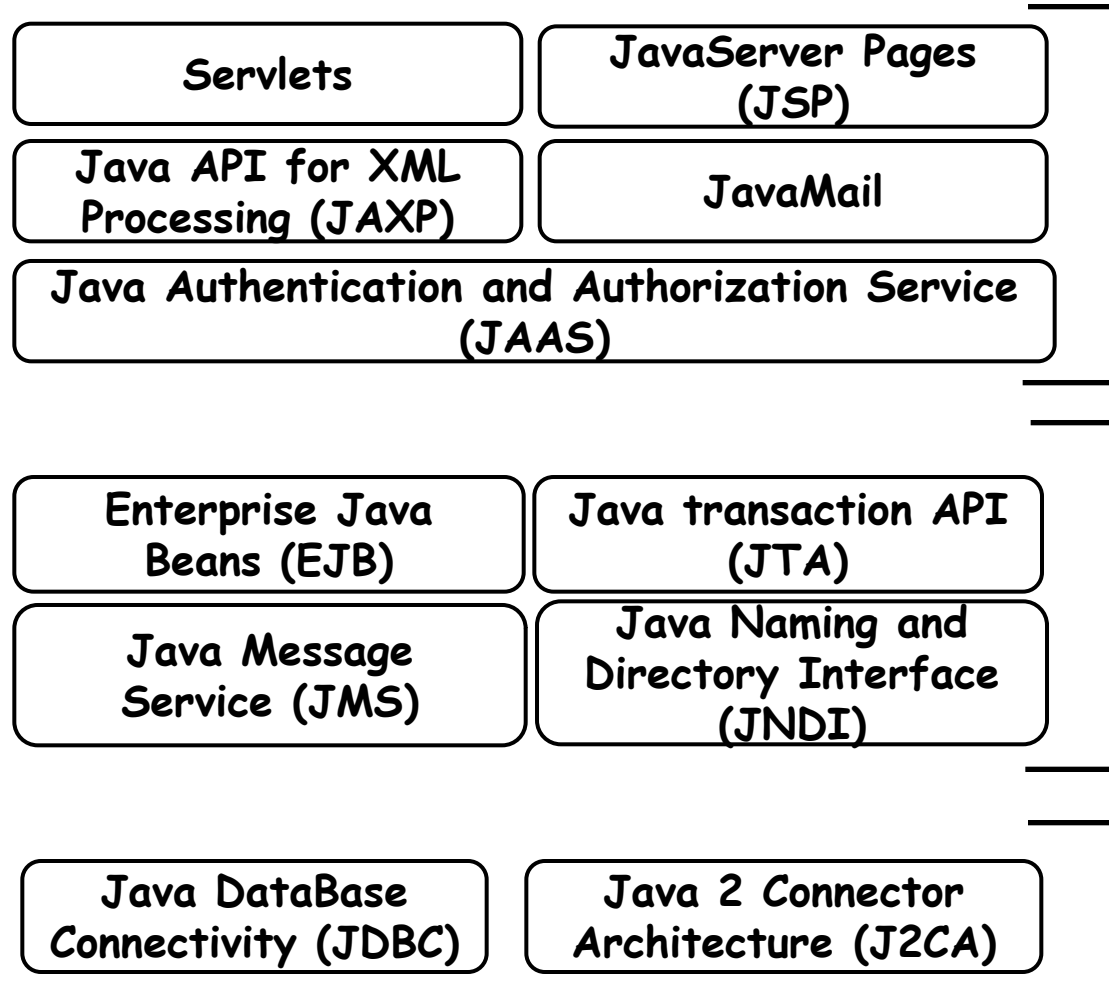 Servlets
JavaServer Pages
(JSP)
Java API for XML
Processing (JAXP)
JavaMail
Java Authentication and Authorization Service
(JAAS)
Enterprise Java
Beans (EJB)
Java transaction API
(JTA)
Java Message
Service (JMS)
Java Naming and
Directory Interface
(JNDI)
Java DataBase
Connectivity (JDBC)
Java 2 Connector
Architecture (J2CA)